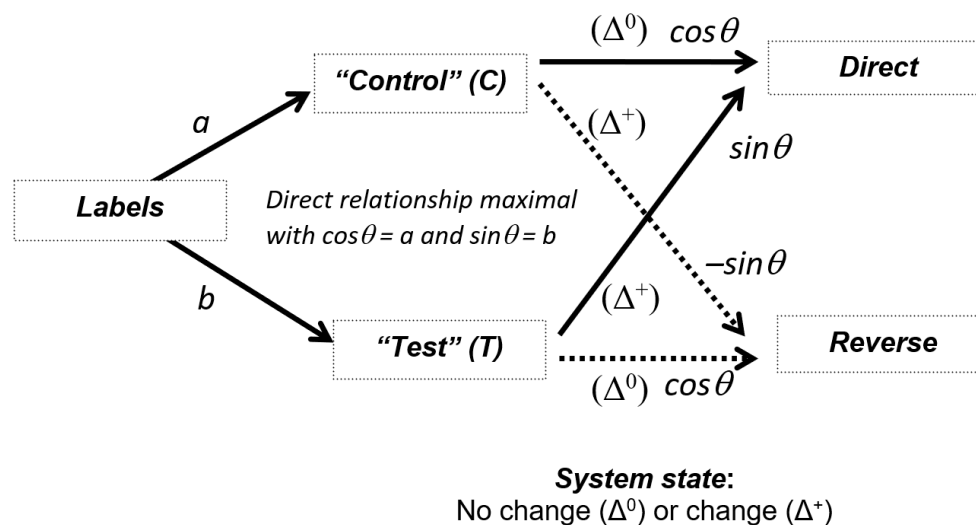 (Δ⁰) cosθ
"Control" (C)
Direct
a
(Δ⁺)
sinθ
Labels
Direct relationship maximal
with cosθ = a and sinθ = b
–sinθ
b
(Δ⁺)
"Test" (T)
Reverse
(Δ⁰) cosθ
System state:
No change (Δ⁰) or change (Δ⁺)